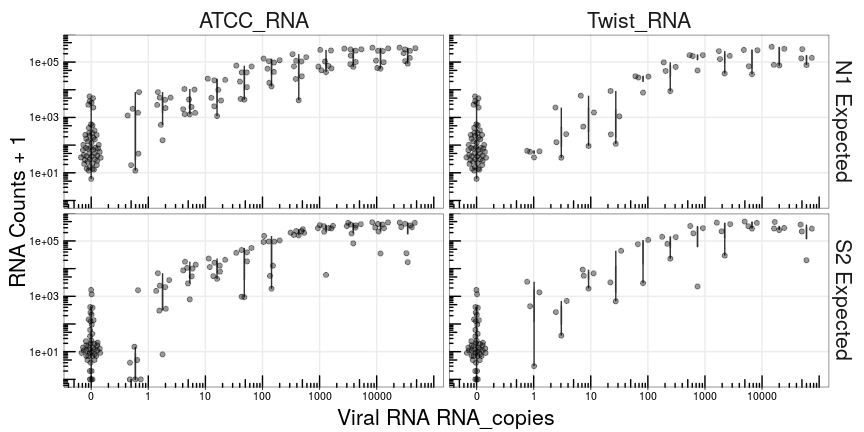 ATCC_RNA Twist_RNA
RNA Counts + 1
1e+05
1e+03
1e+01
N1 Expected
1e+05
1e+03
1e+01
S2 Expected
0 1 10 100 1000 10000 0 1 10 100 1000 10000
Viral RNA RNA_copies